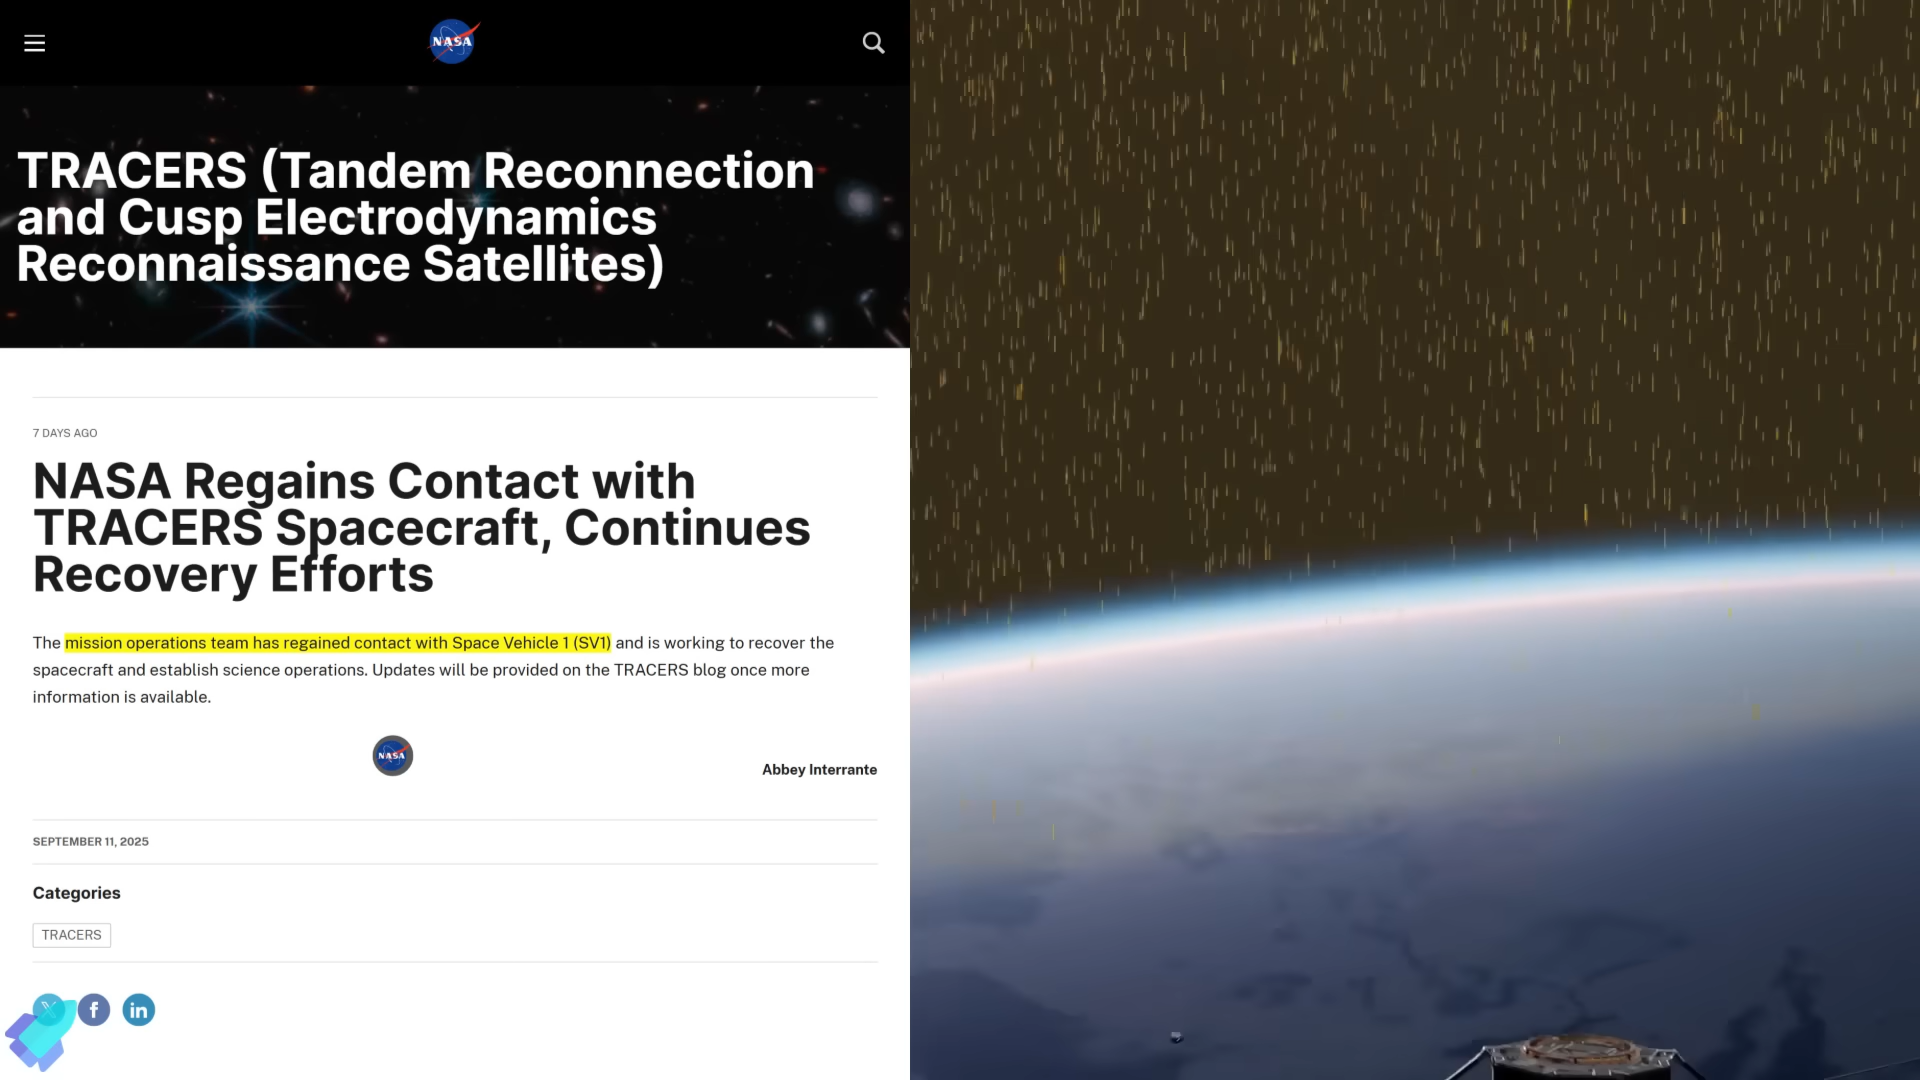 NASA
TRACERS (Tandem Reconnection
and Cusp Electrodynamics
Reconnaissance Satellites)
7 DAYS AGO
NASA Regains Contact with
TRACERS Spacecraft, Continues
Recovery Efforts
The mission operations team has regained contact with Space Vehicle 1 (SV1) and is working to recover the
spacecraft and establish science operations. Updates will be provided on the TRACERS blog once more
information is available.
NASA
Abbey Interrante
SEPTEMBER 11, 2025
Categories
TRACERS
X f in